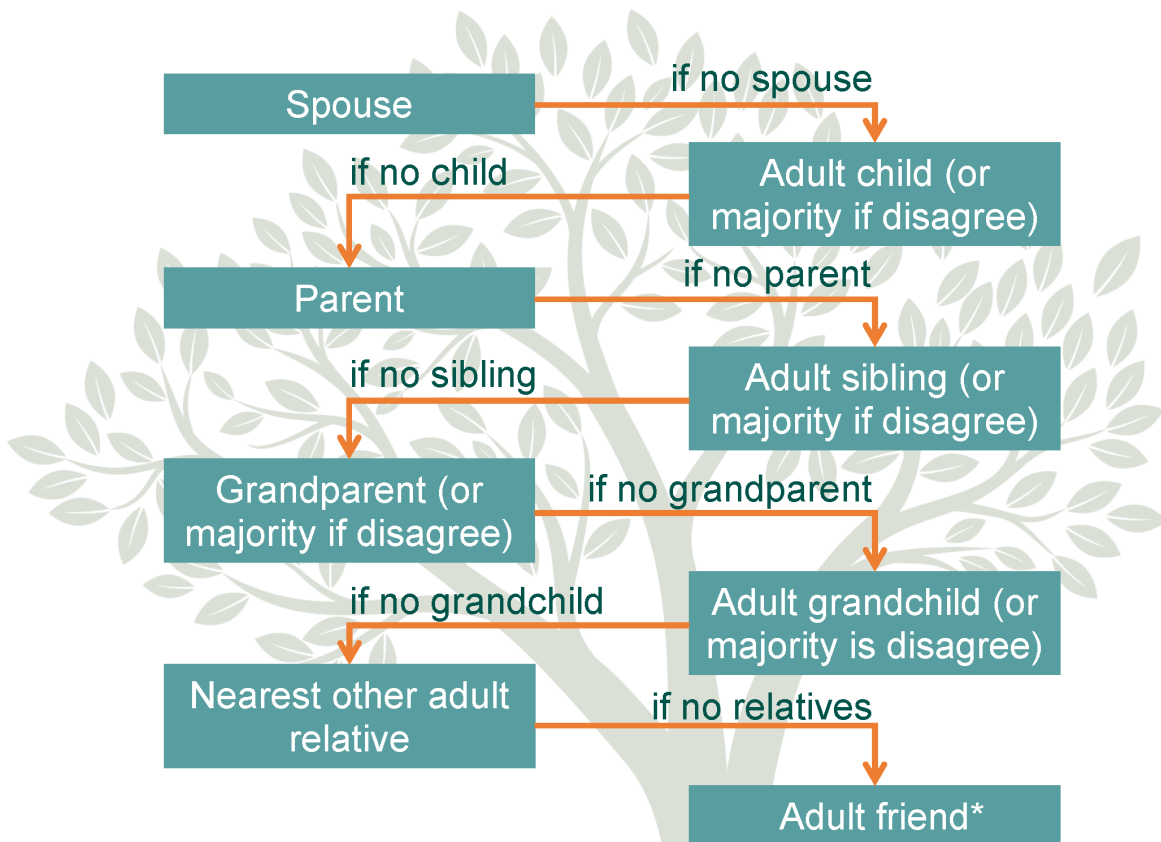 Spouse
if no spouse
Adult child (or
majority if disagree)
if no child
Parent
if no parent
Adult sibling (or
majority if disagree)
if no sibling
Grandparent (or
majority if disagree)
if no grandparent
Adult grandchild (or
majority is disagree)
if no grandchild
Nearest other adult
relative
if no relatives
Adult friend*